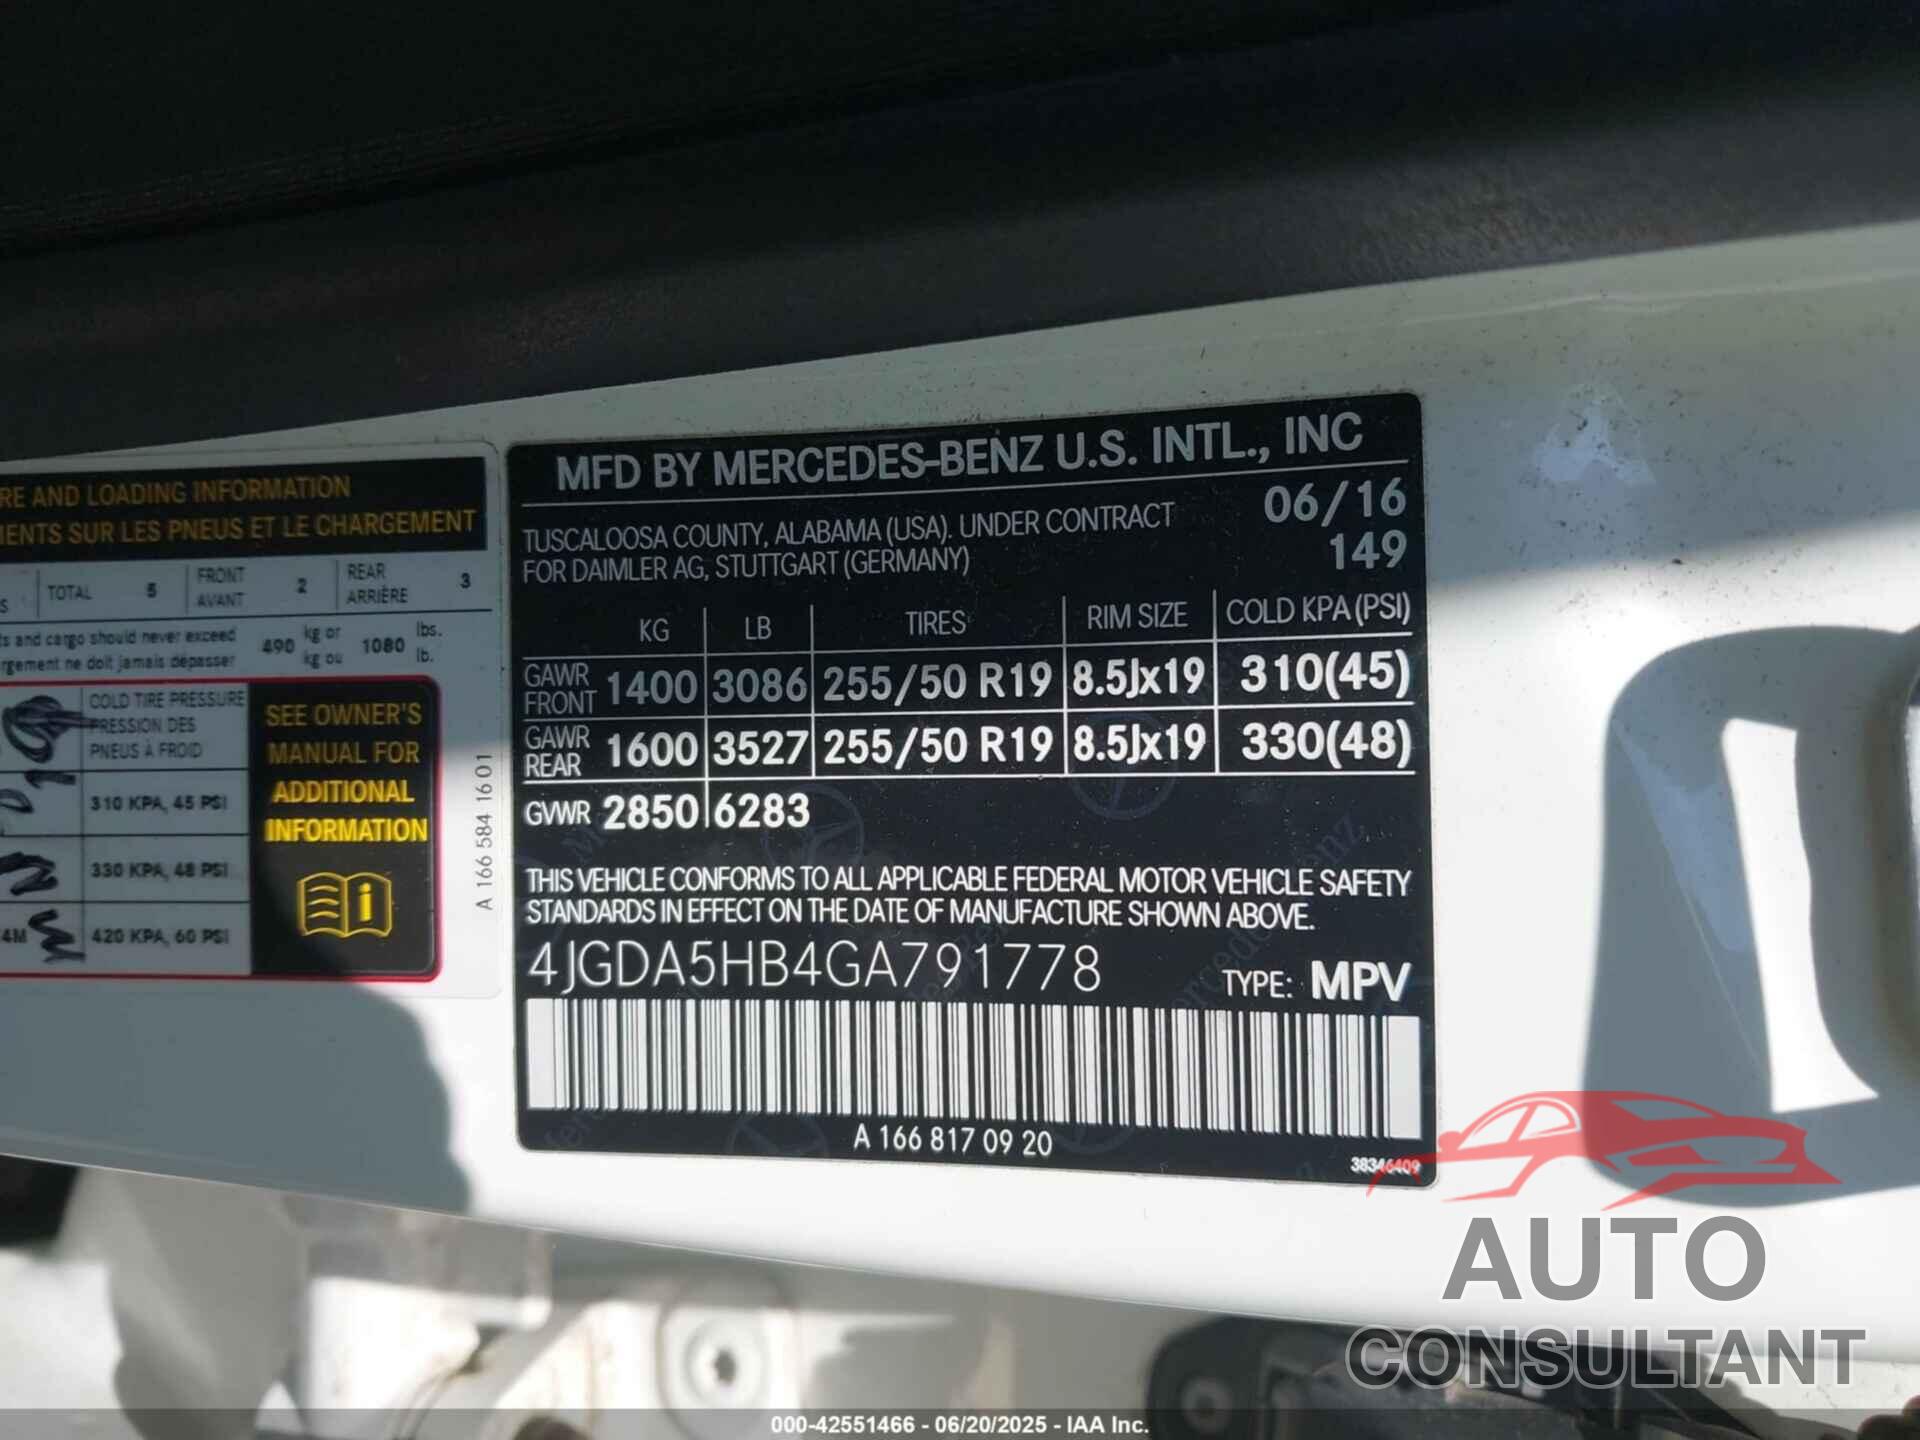 RE AND LOADING INFORMATION
MENTS SUR LES PNEUS ET LE CHARGEMENT
S TOTAL 5 FRONT AVANT 2 REAR ARRIÈRE 3
ts and cargo should never exceed
rgement ne doit jamais dépasser
490 kg or kg ou 1080 lbs. lb.
COLD TIRE PRESSURE
PRESSION DES
PNEUS À FROID
310 KPA, 45 PSI
330 KPA, 48 PSI
4M 420 KPA, 60 PSI
SEE OWNER'S
MANUAL FOR
ADDITIONAL
INFORMATION
i
A 166 584 16 01
MFD BY MERCEDES-BENZ U.S. INTL., INC
TUSCALOOSA COUNTY, ALABAMA (USA). UNDER CONTRACT
FOR DAIMLER AG, STUTTGART (GERMANY)
06/16
149
KG LB TIRES RIM SIZE COLD KPA (PSI)
GAWR FRONT 1400 3086 255/50 R19 8.5Jx19 310(45)
GAWR REAR 1600 3527 255/50 R19 8.5Jx19 330(48)
GVWR 2850 6283
THIS VEHICLE CONFORMS TO ALL APPLICABLE FEDERAL MOTOR VEHICLE SAFETY
STANDARDS IN EFFECT ON THE DATE OF MANUFACTURE SHOWN ABOVE.
4JGDA5HB4GA791778 TYPE: MPV
A 166 817 09 20
38346409
AUTO
CONSULTANT
000-42551466 - 06/20/2025 - IAA Inc.